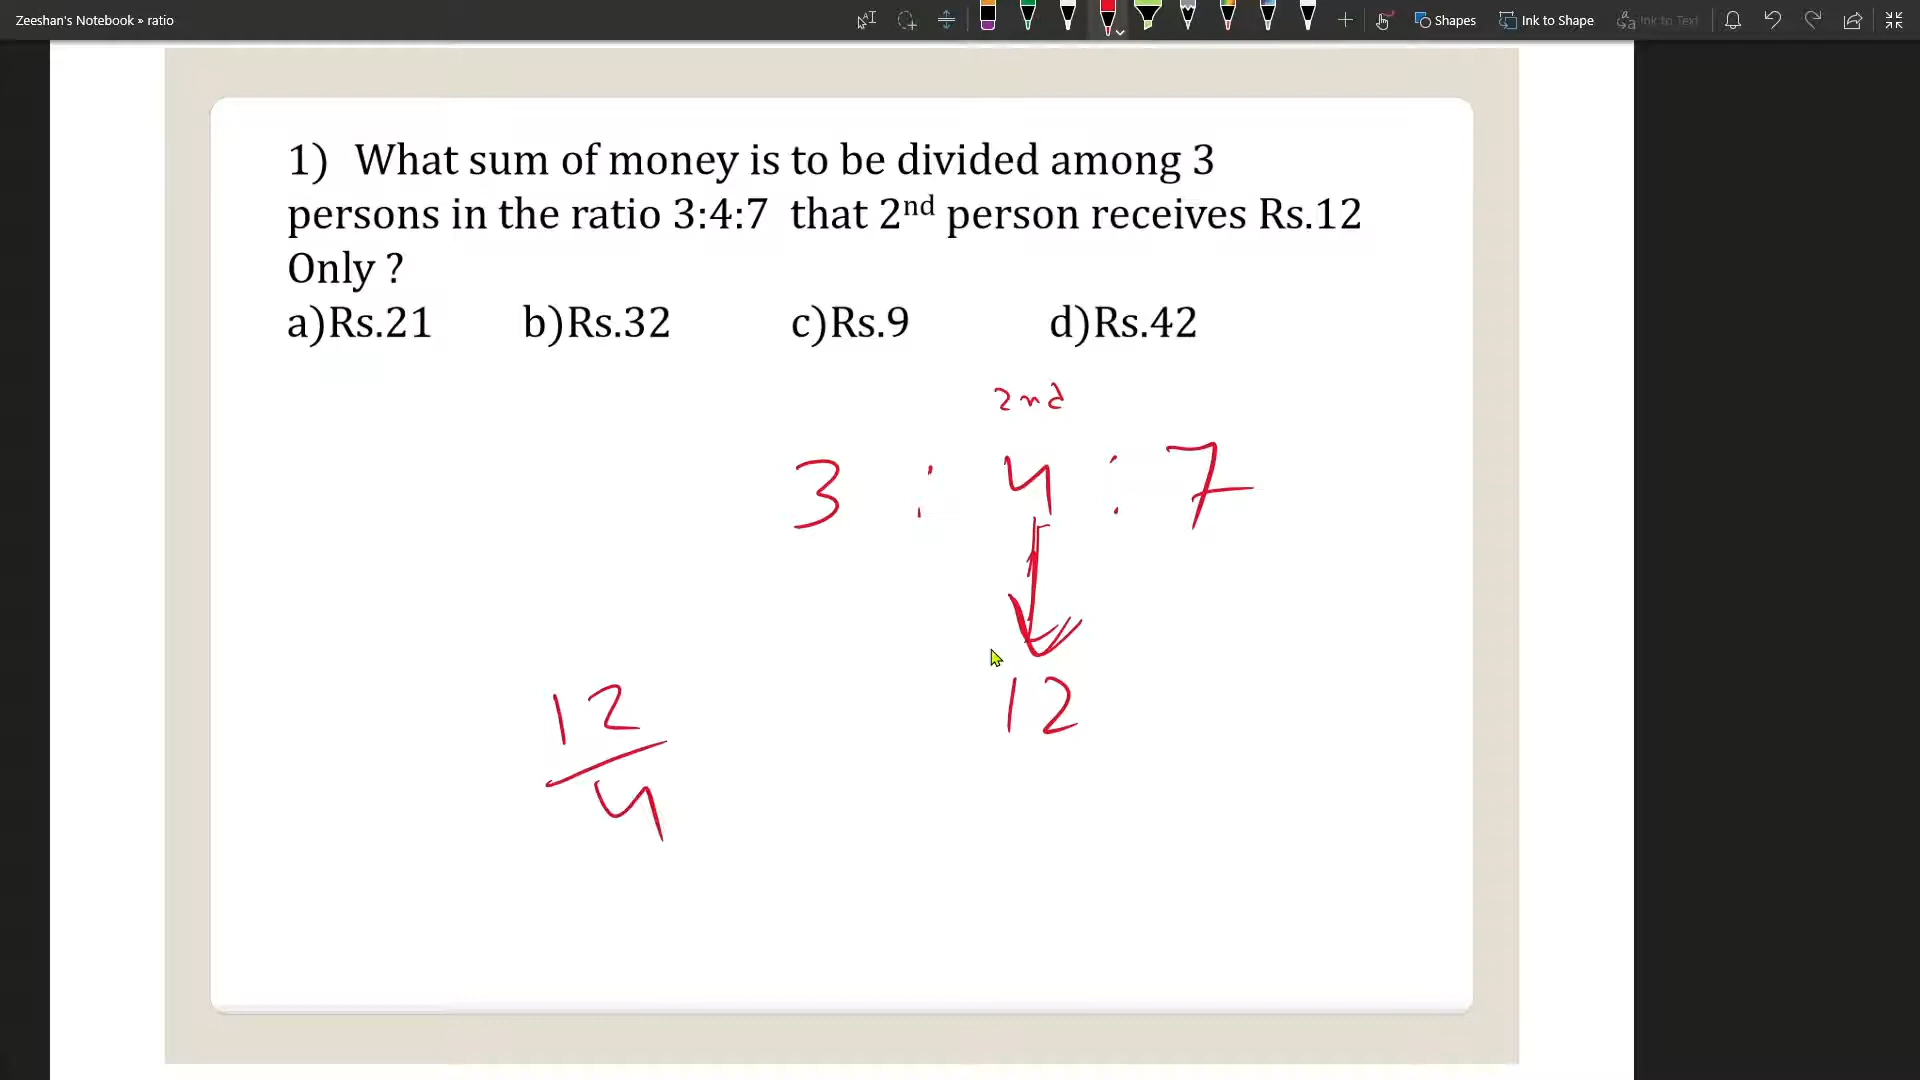 Zeeshan's Notebook » ratio
Shapes
Ink to Shape
Ink to Text
1) What sum of money is to be divided among 3
persons in the ratio 3:4:7 that 2nd person receives Rs.12
Only ?
a)Rs.21 b)Rs.32 c)Rs.9 d)Rs.42
2nd
3 : 4 : 7
12
12
4